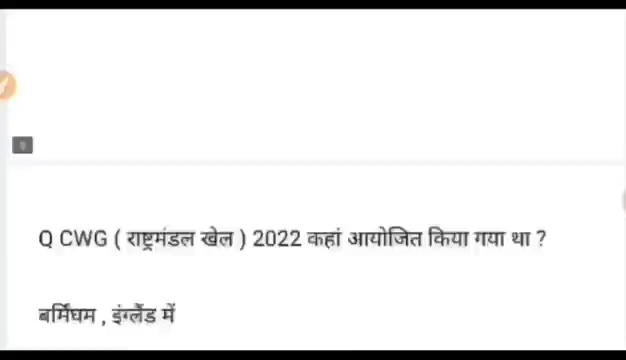 Q CWG ( राष्ट्रमंडल खेल ) 2022 कहां आयोजित किया गया था ?
बर्मिंघम , इंग्लैंड में